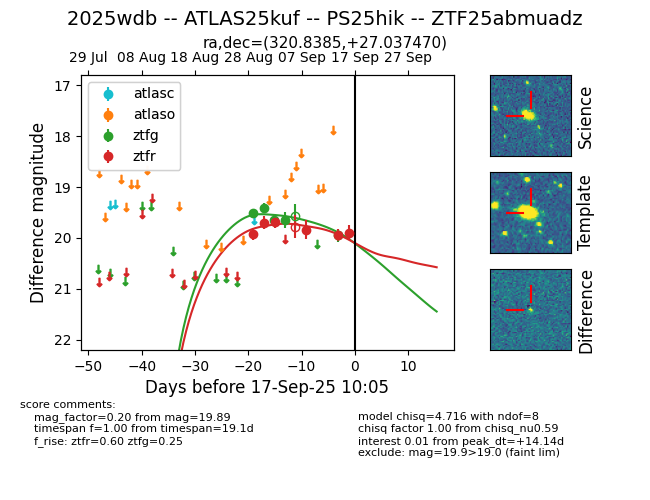 2025wdb -- ATLAS25kuf -- PS25hik -- ZTF25abmuadz
ra,dec=(320.8385,+27.037470)
29 Jul 08 Aug 18 Aug 28 Aug 07 Sep 17 Sep 27 Sep
atlasc
atlaso
ztfg
ztfr
17
18
19
20
21
22
Difference magnitude
−50 −40 −30 −20 −10 0 10
Days before 17-Sep-25 10:05
Science
Template
Difference
score comments:
mag_factor=0.20 from mag=19.89
timespan f=1.00 from timespan=19.1d
f_rise: ztfr=0.60 ztfg=0.25
model chisq=4.716 with ndof=8
chisq factor 1.00 from chisq_nu0.59
interest 0.01 from peak_dt=+14.14d
exclude: mag=19.9>19.0 (faint lim)